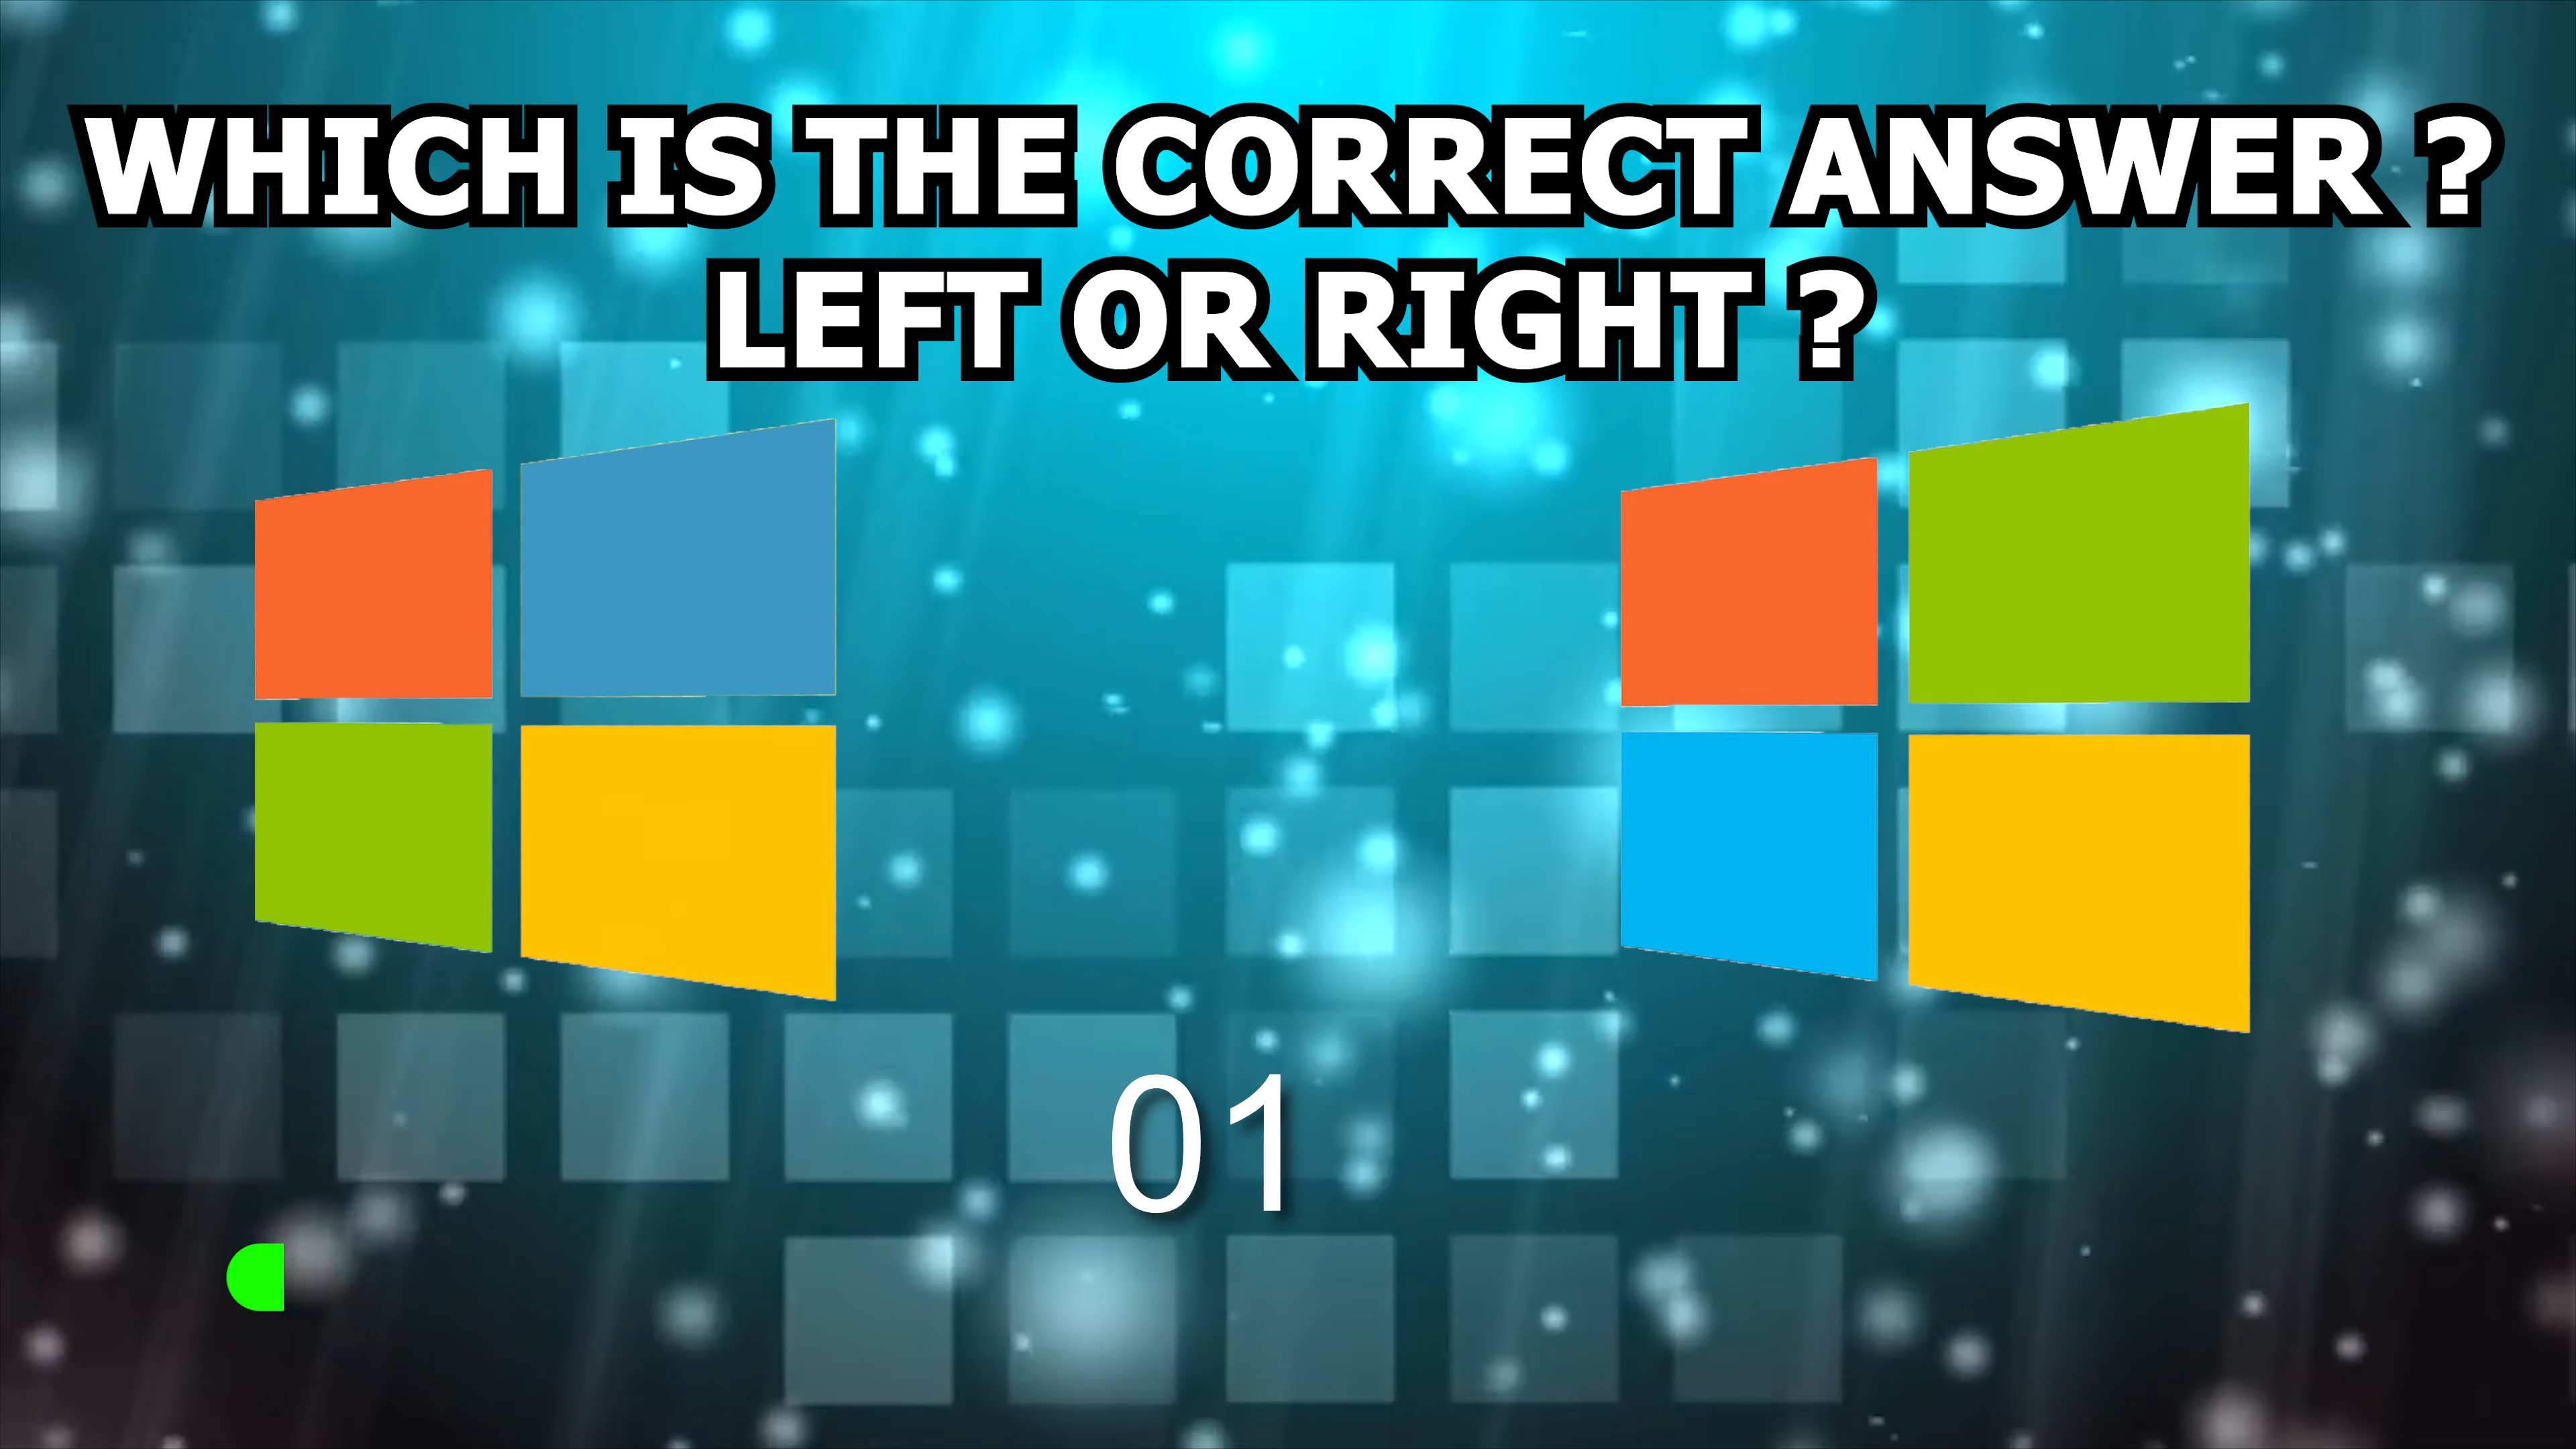 WHICH IS THE CORRECT ANSWER ?
LEFT OR RIGHT ?
01